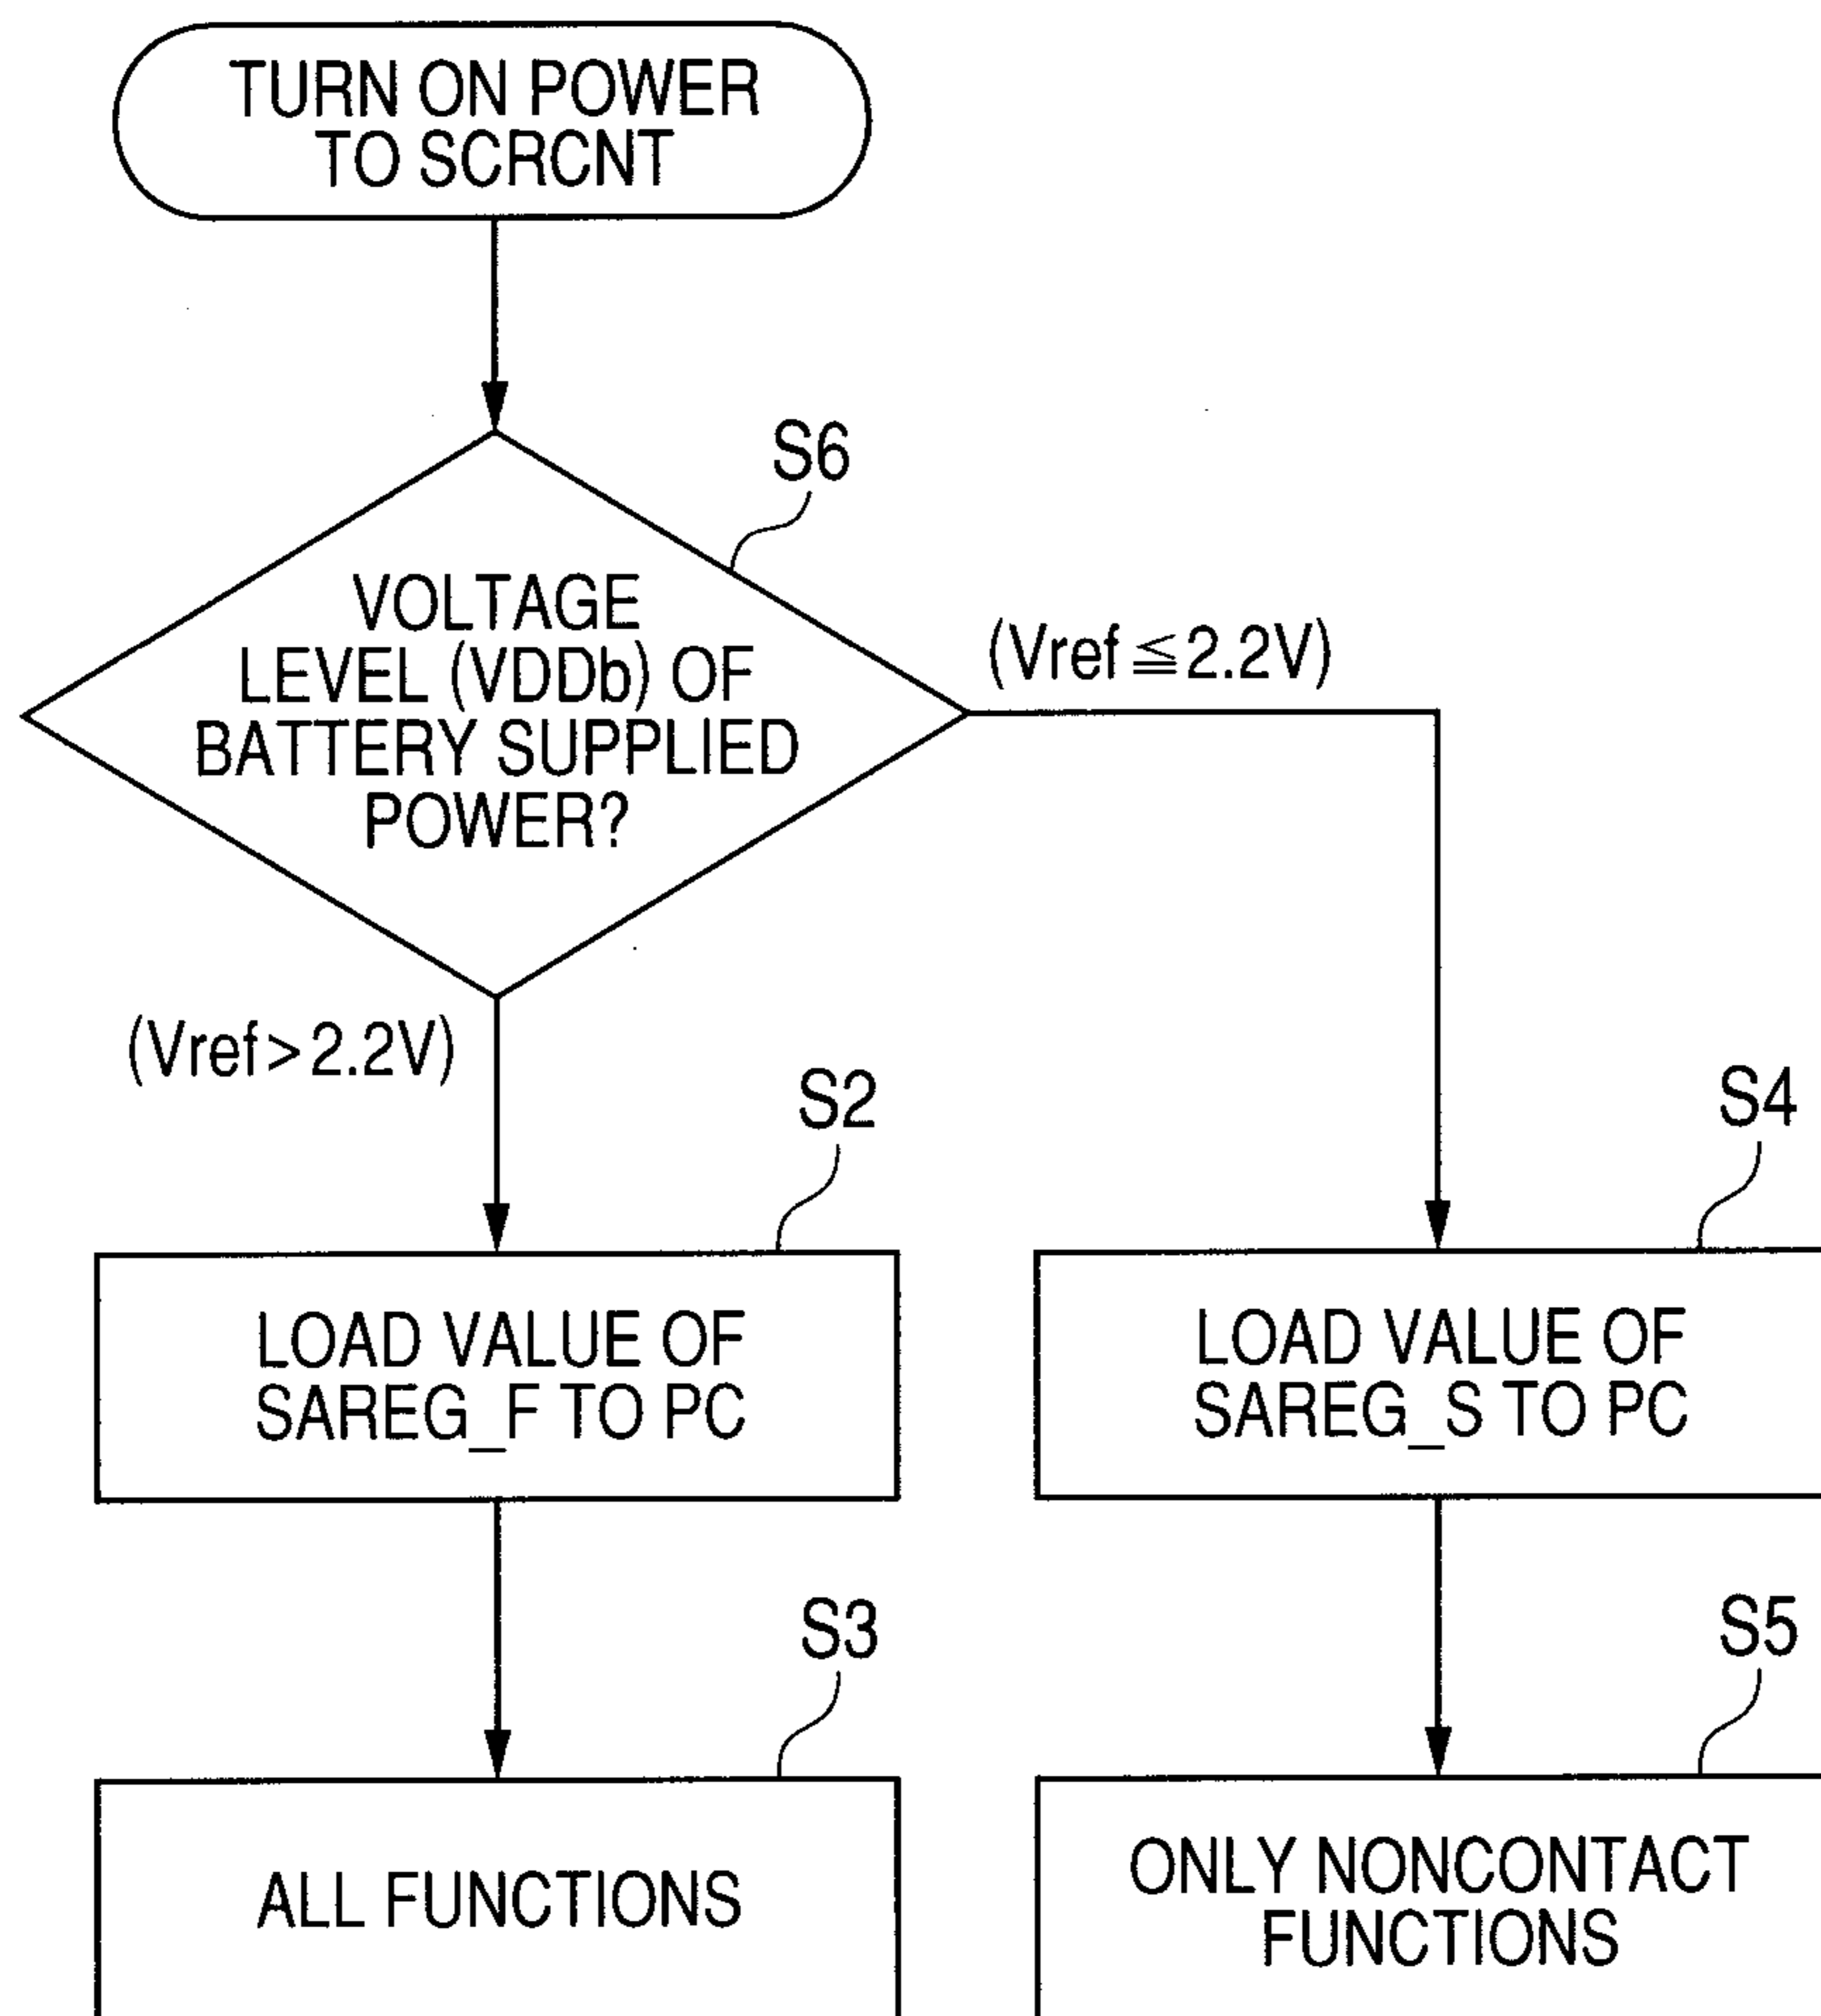 TURN ON POWER
TO SCRCNT
S6
VOLTAGE
LEVEL (VDDb) OF
BATTERY SUPPLIED
POWER?
(Vref≦2.2V)
(Vref>2.2V)
S2
S4
LOAD VALUE OF
SAREG_F TO PC
LOAD VALUE OF
SAREG_S TO PC
S3
S5
ALL FUNCTIONS
ONLY NONCONTACT
FUNCTIONS